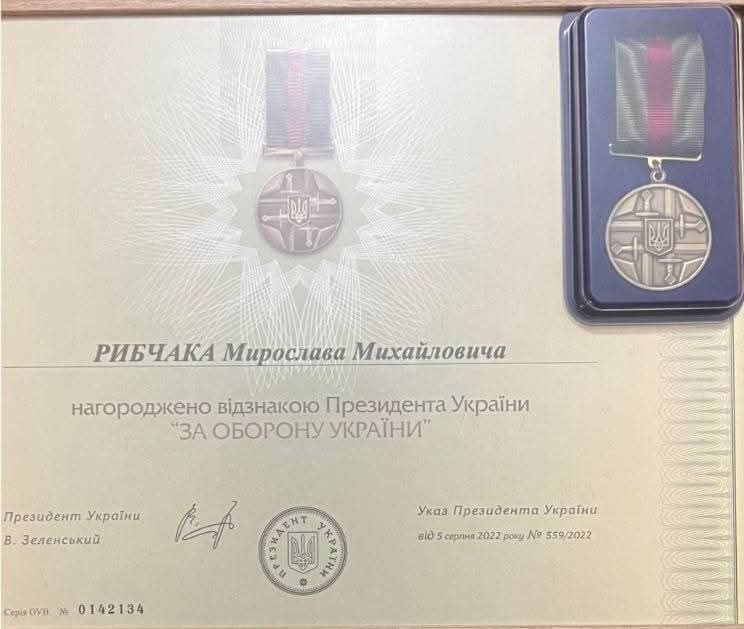 РИБЧАКА Мирослава Михайловича
нагороджено відзнакою Президента України
“ЗА ОБОРОНУ УКРАЇНИ”
Президент України
В. Зеленський
ПРЕЗИДЕНТ УКРАЇНИ
Указ Президента України
від 5 серпня 2022 року № 559/2022
Серія ОУВ № 0142134